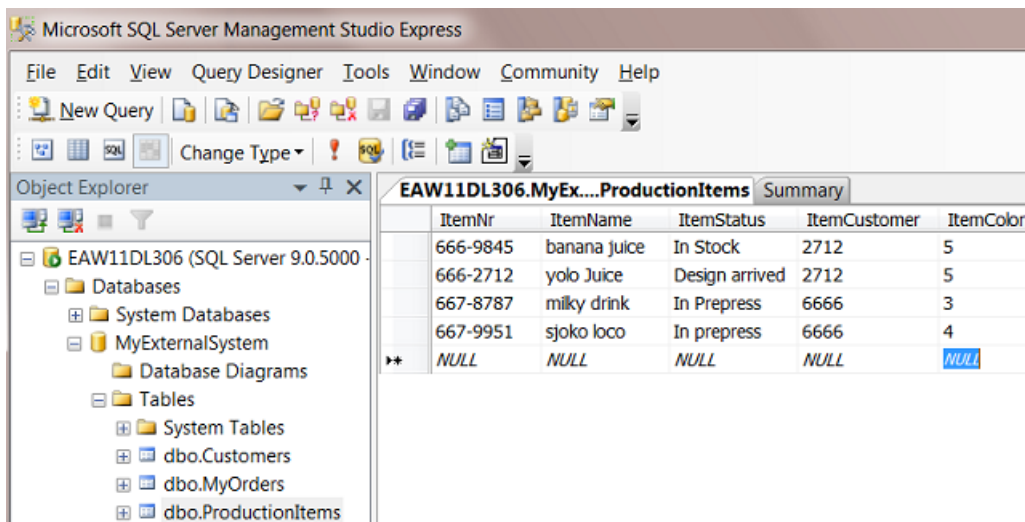 Microsoft SQL Server Management Studio Express
File Edit View Query Designer Tools Window Community Help
New Query
SQL Change Type SQL
Object Explorer
EAW11DL306 (SQL Server 9.0.5000 -
Databases
System Databases
MyExternalSystem
Database Diagrams
Tables
System Tables
dbo.Customers
dbo.MyOrders
dbo.ProductionItems
EAW11DL306.MyEx....ProductionItems Summary
ItemNr ItemName ItemStatus ItemCustomer ItemColor
666-9845 banana juice In Stock 2712 5
666-2712 yolo Juice Design arrived 2712 5
667-8787 milky drink In Prepress 6666 3
667-9951 sjoko loco In prepress 6666 4
NULL NULL NULL NULL NULL